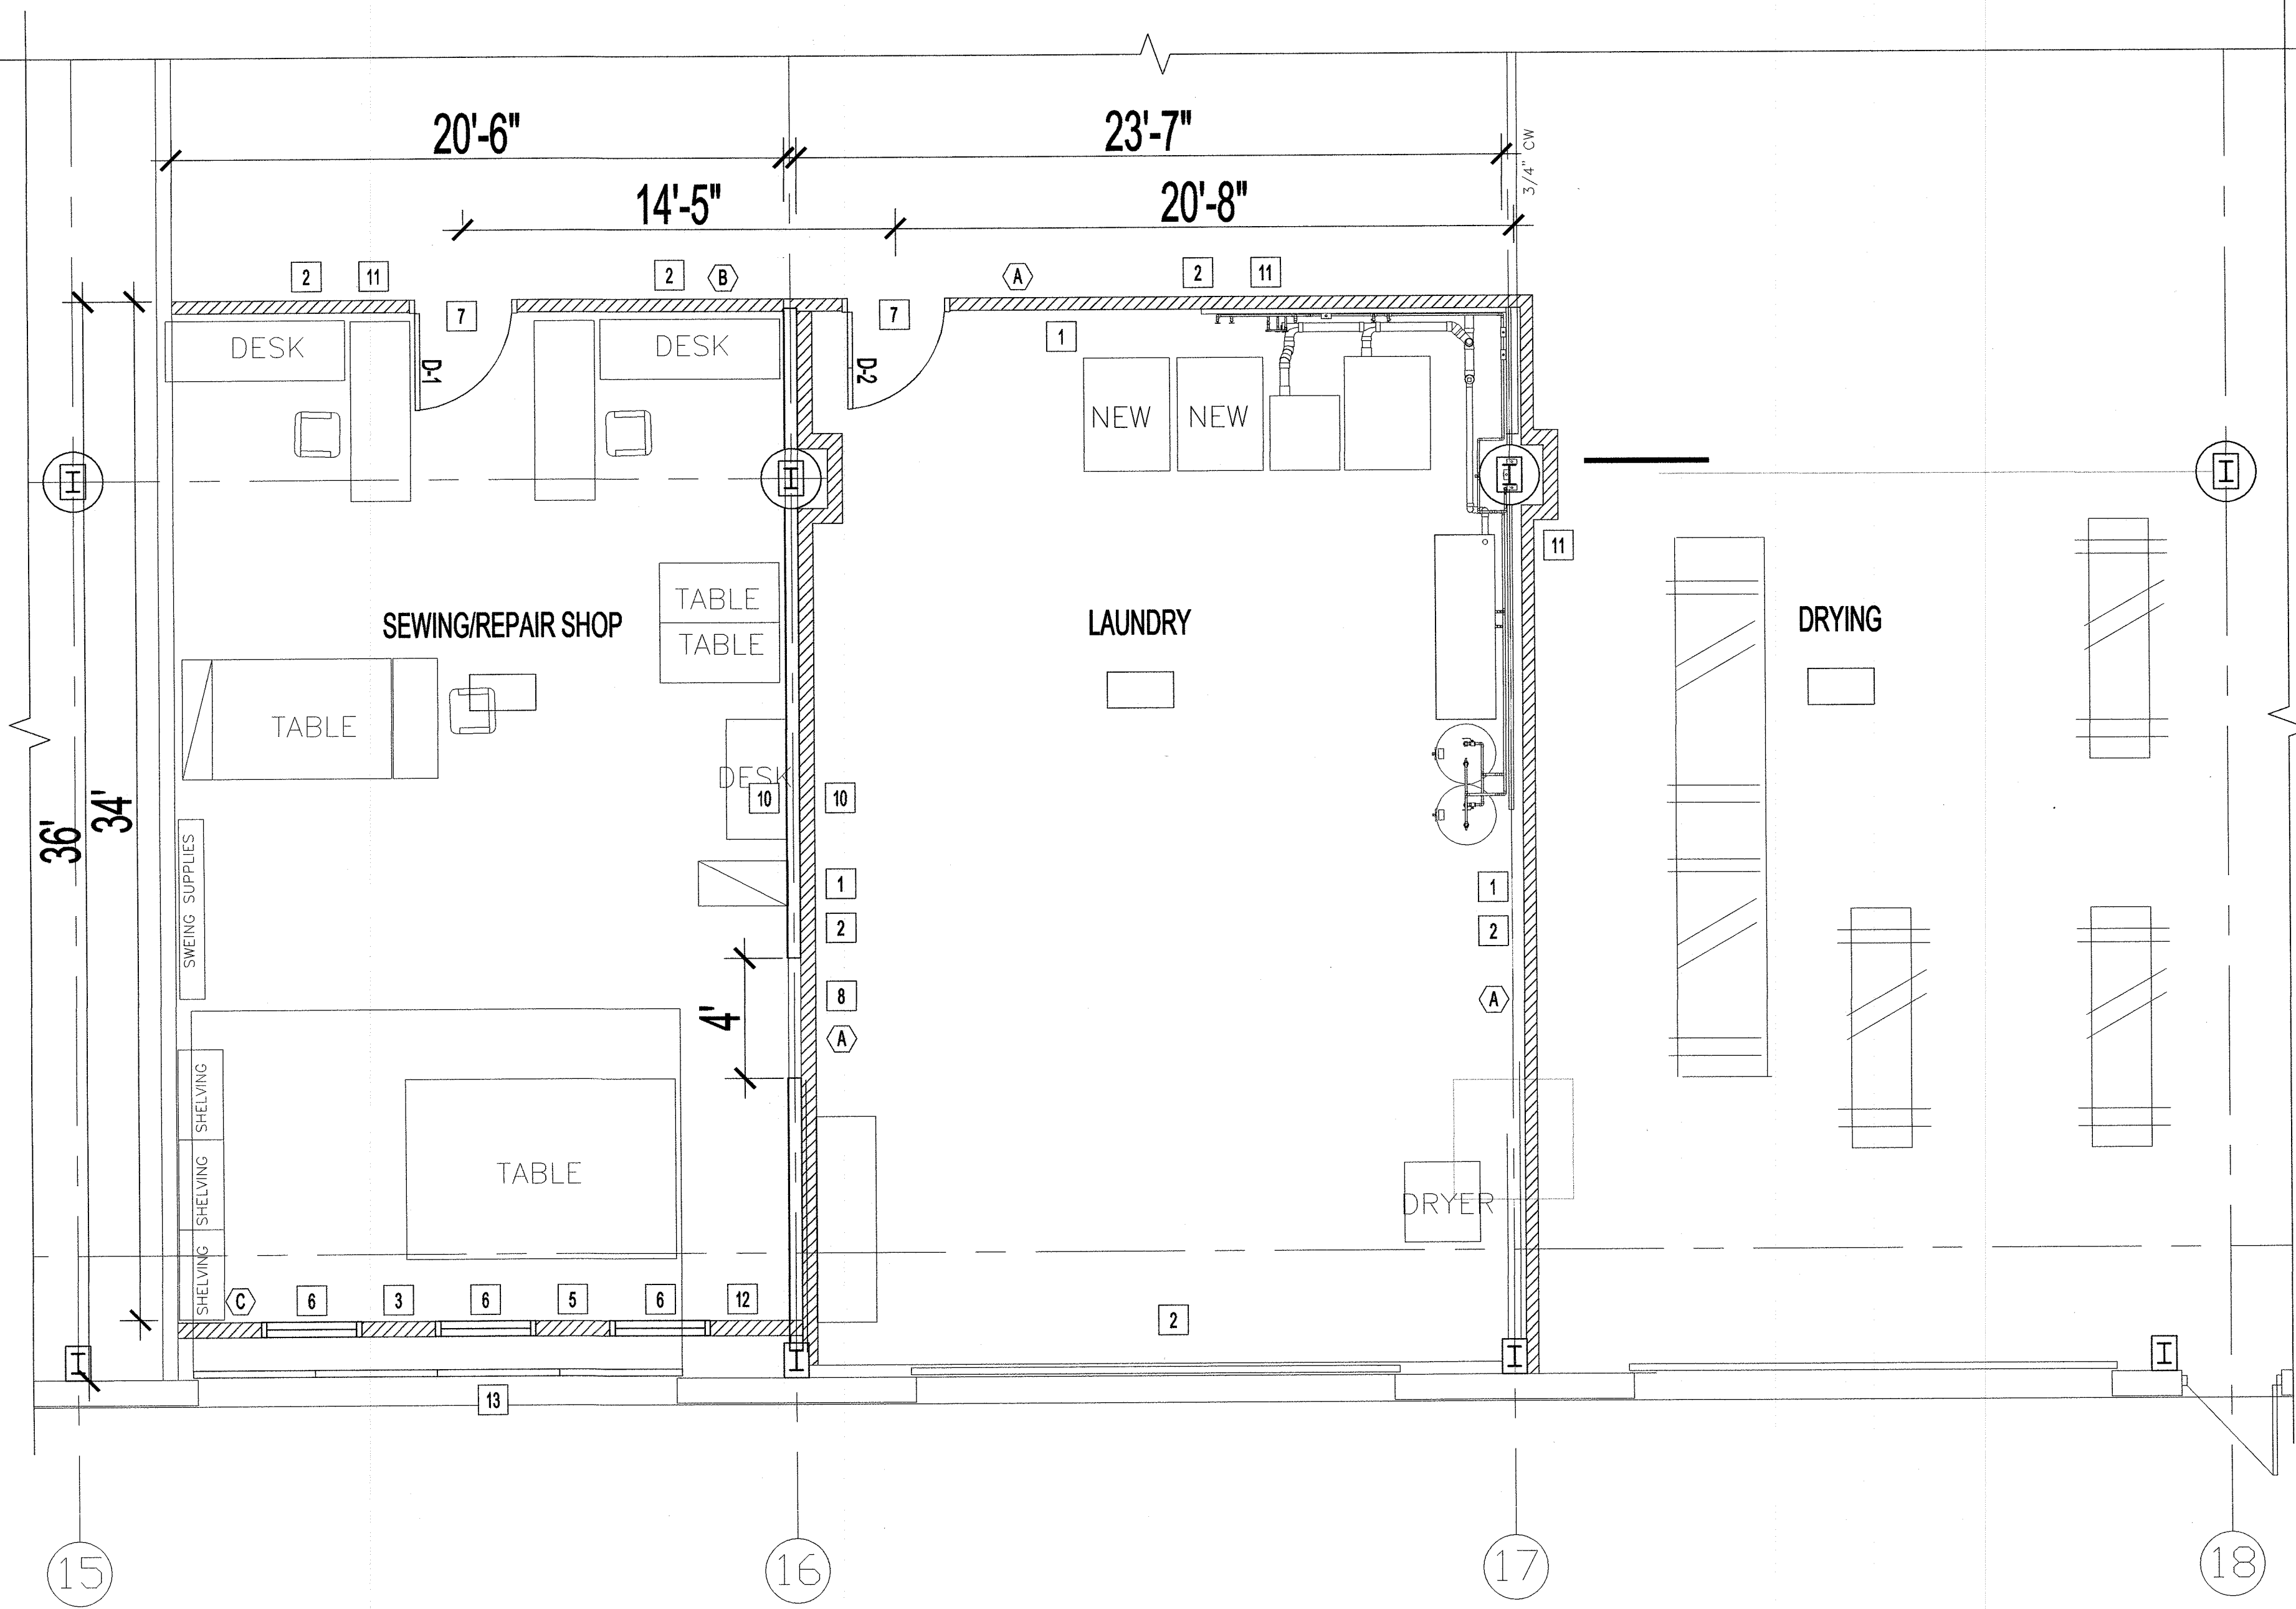 20'-6"
23'-7"
3/4" CW
14'-5"
20'-8"
2
11
2
B
A
2
11
7
7
1
DESK
DESK
D-1
D-2
NEW
NEW
11
TABLE
TABLE
SEWING/REPAIR SHOP
LAUNDRY
DRYING
TABLE
DESK
10
10
36'
34'
SWEING SUPPLIES
1
1
2
2
8
A
A
4'
SHELVING
SHELVING
SHELVING
TABLE
DRYER
C
6
3
6
5
6
12
2
13
15
16
17
18